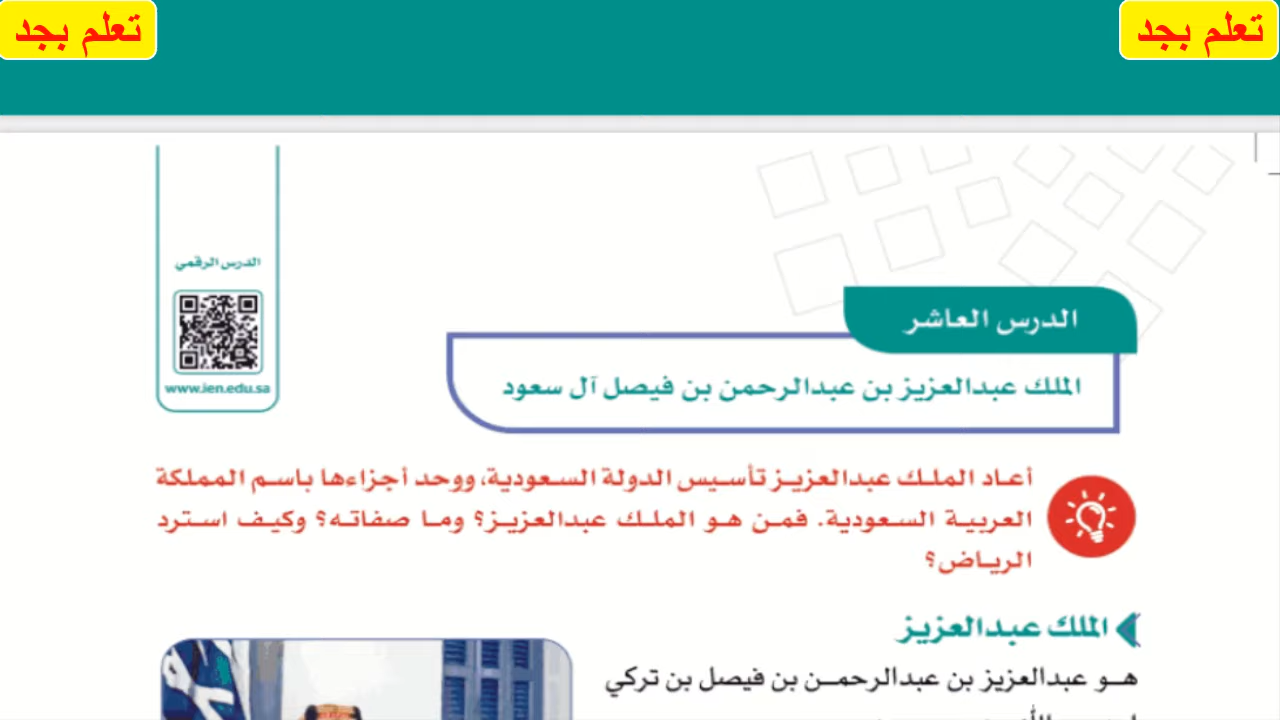 تعلم بجد
تعلم بجد
الدرس الرقمي
www.ien.edu.sa
الدرس العاشر
الملك عبدالعزيز بن عبدالرحمن بن فيصل آل سعود
أعاد الملك عبدالعزيز تأسيس الدولة السعودية، ووحد أجزاءها باسم المملكة
العربية السعودية. فمن هو الملك عبدالعزيز؟ وما صفاته؟ وكيف استرد
الرياض؟
الملك عبدالعزيز
هو عبدالعزيز بن عبدالرحمن بن فيصل بن تركي